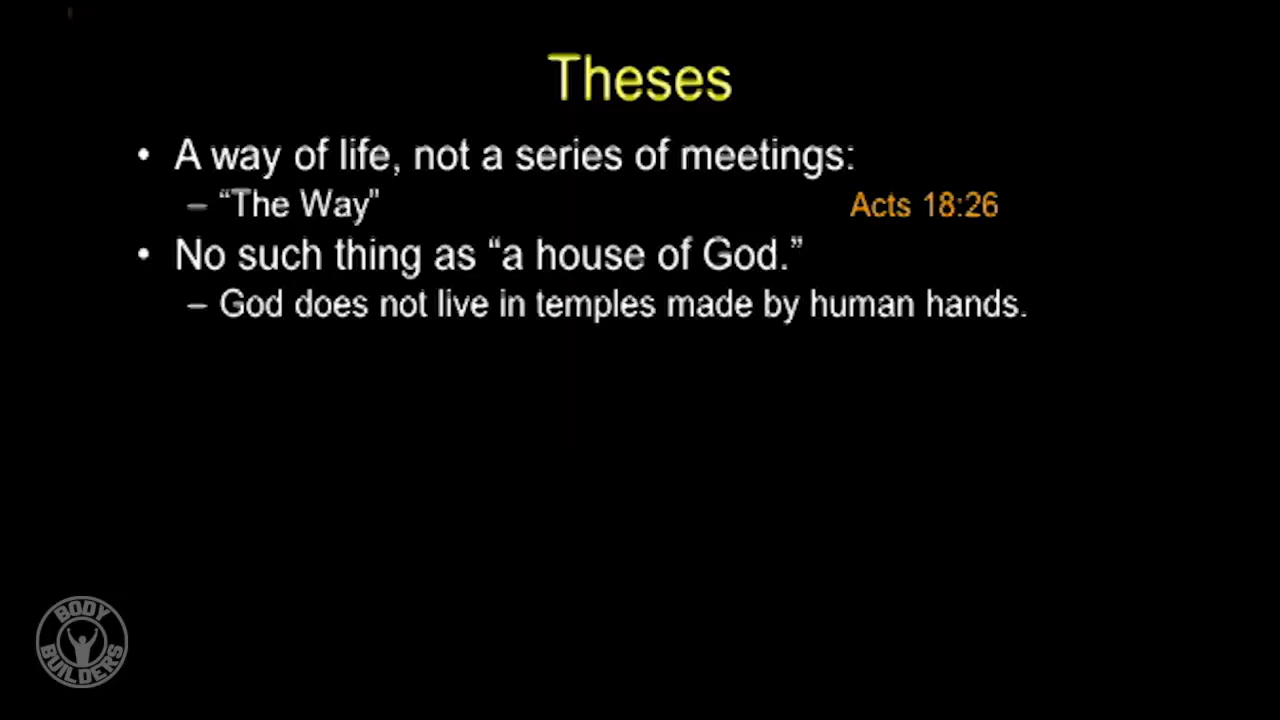 Theses
• A way of life, not a series of meetings:
– “The Way” Acts 18:26
• No such thing as “a house of God.”
– God does not live in temples made by human hands.
BODY
BUILDERS